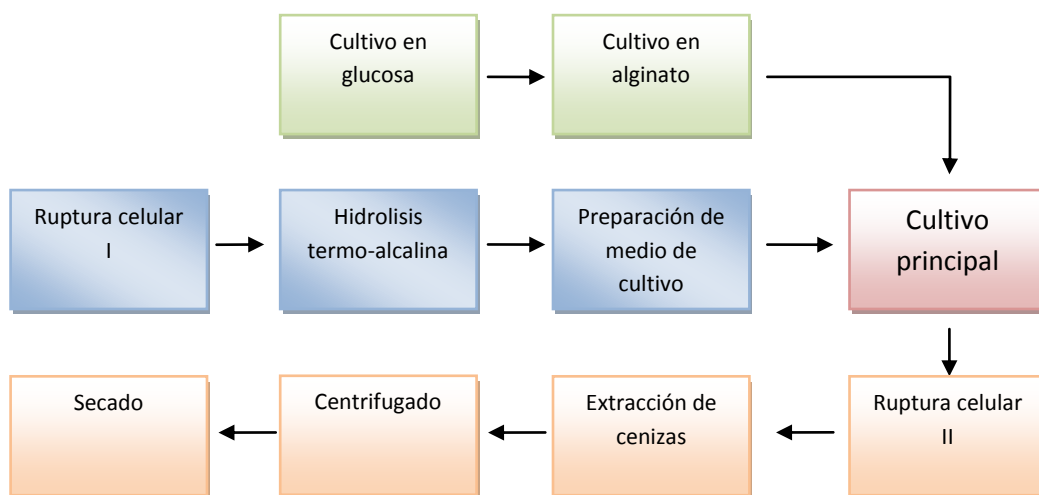 Cultivo en
glucosa
Cultivo en
alginato
Ruptura celular
I
Hidrolisis
termo-alcalina
Preparación de
medio de
cultivo
Cultivo
principal
Secado
Centrifugado
Extracción de
cenizas
Ruptura celular
II